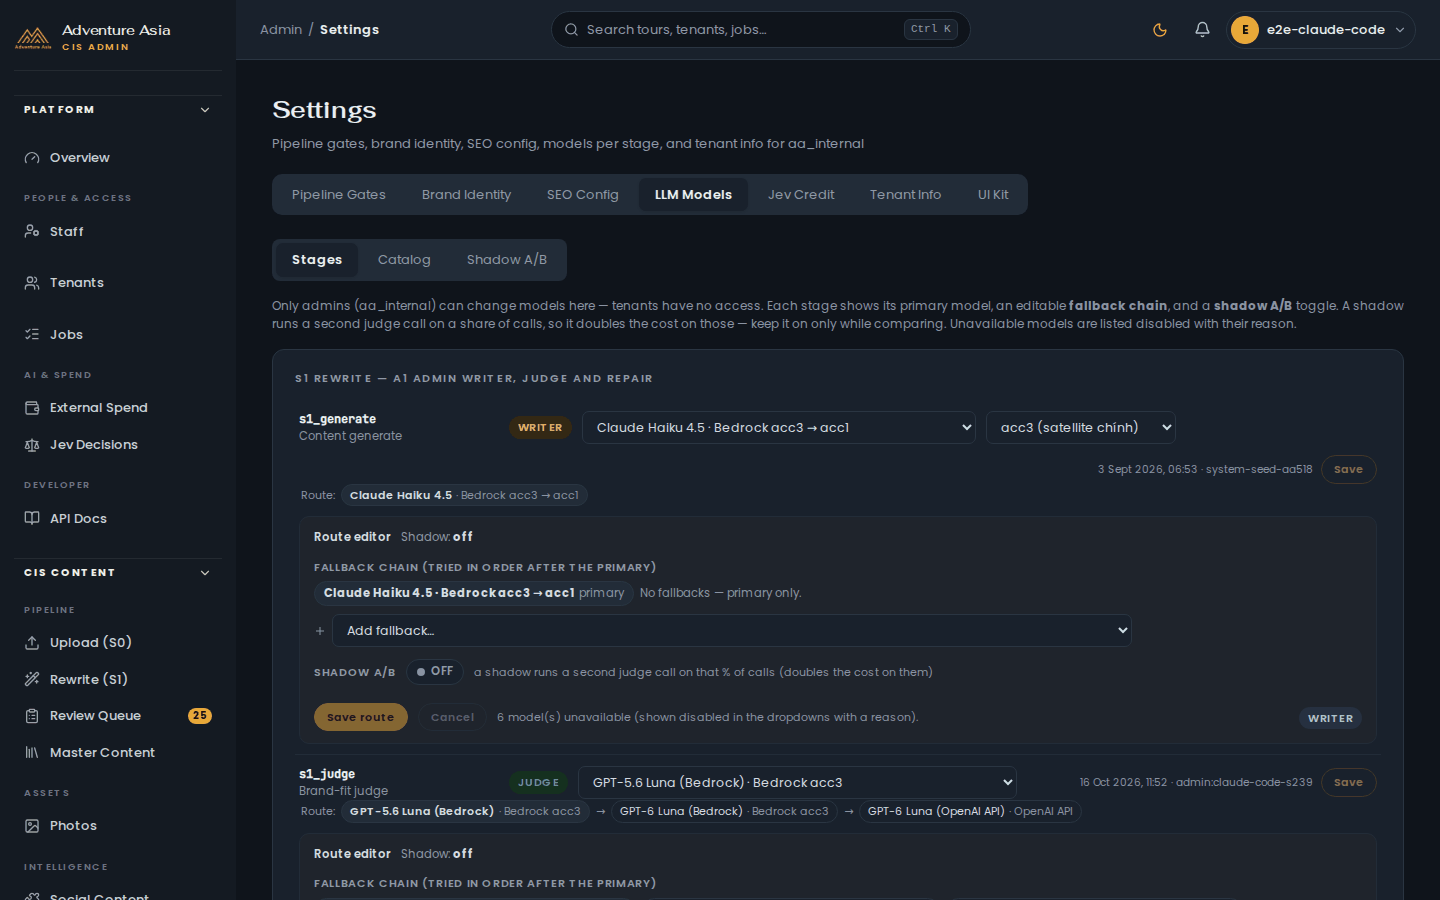 Adventure Asia
Adventure Asia
CIS ADMIN
Admin / Settings
Search tours, tenants, jobs...
Ctrl K
E
e2e-claude-code
PLATFORM
Overview
PEOPLE & ACCESS
Staff
Tenants
Jobs
AI & SPEND
External Spend
Jev Decisions
DEVELOPER
API Docs
CIS CONTENT
PIPELINE
Upload (S0)
Rewrite (S1)
Review Queue
25
Master Content
ASSETS
Photos
INTELLIGENCE
Social Content
Settings
Pipeline gates, brand identity, SEO config, models per stage, and tenant info for aa_internal
Pipeline Gates
Brand Identity
SEO Config
LLM Models
Jev Credit
Tenant Info
UI Kit
Stages
Catalog
Shadow A/B
Only admins (aa_internal) can change models here — tenants have no access. Each stage shows its primary model, an editable fallback chain, and a shadow A/B toggle. A shadow
runs a second judge call on a share of calls, so it doubles the cost on those — keep it on only while comparing. Unavailable models are listed disabled with their reason.
S1 REWRITE — A1 ADMIN WRITER, JUDGE AND REPAIR
s1_generate
Content generate
WRITER
Claude Haiku 4.5 · Bedrock acc3 → acc1
acc3 (satellite chính)
3 Sept 2026, 06:53 · system-seed-aa518
Save
Route: Claude Haiku 4.5 · Bedrock acc3 → acc1
Route editor Shadow: off
FALLBACK CHAIN (TRIED IN ORDER AFTER THE PRIMARY)
Claude Haiku 4.5 · Bedrock acc3 → acc1 primary No fallbacks — primary only.
+ Add fallback...
SHADOW A/B OFF a shadow runs a second judge call on that % of calls (doubles the cost on them)
Save route
Cancel
6 model(s) unavailable (shown disabled in the dropdowns with a reason).
WRITER
s1_judge
Brand-fit judge
JUDGE
GPT-5.6 Luna (Bedrock) · Bedrock acc3
16 Oct 2026, 11:52 · admin:claude-code-s239
Save
Route: GPT-5.6 Luna (Bedrock) · Bedrock acc3 → GPT-6 Luna (Bedrock) · Bedrock acc3 → GPT-6 Luna (OpenAI API) · OpenAI API
Route editor Shadow: off
FALLBACK CHAIN (TRIED IN ORDER AFTER THE PRIMARY)